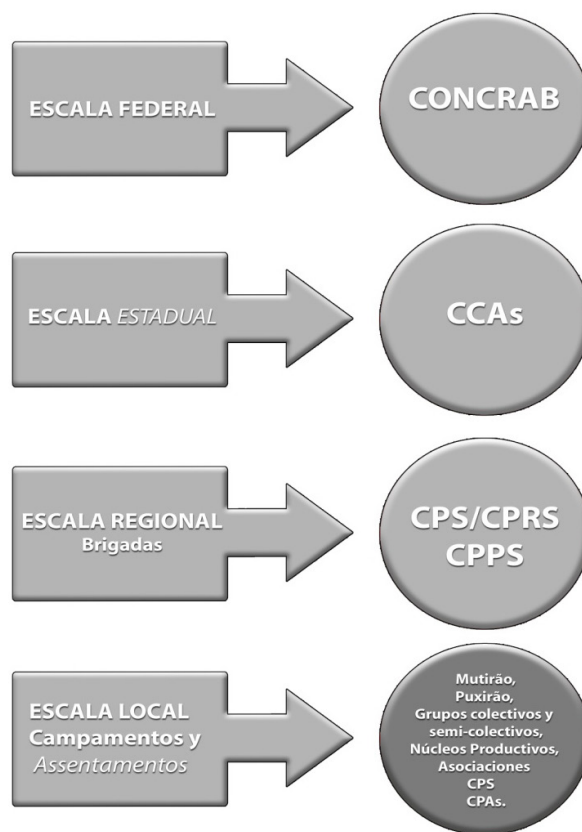 ESCALA FEDERAL
CONCRAB
ESCALA ESTADUAL
CCAs
ESCALA REGIONAL
Brigadas
CPS/CPRS
CPPS
ESCALA LOCAL
Campamentos y
Assentamentos
Mutirão,
Puxirão,
Grupos colectivos y
semi-colectivos,
Núcleos Productivos,
Asociaciones
CPS
CPAs.